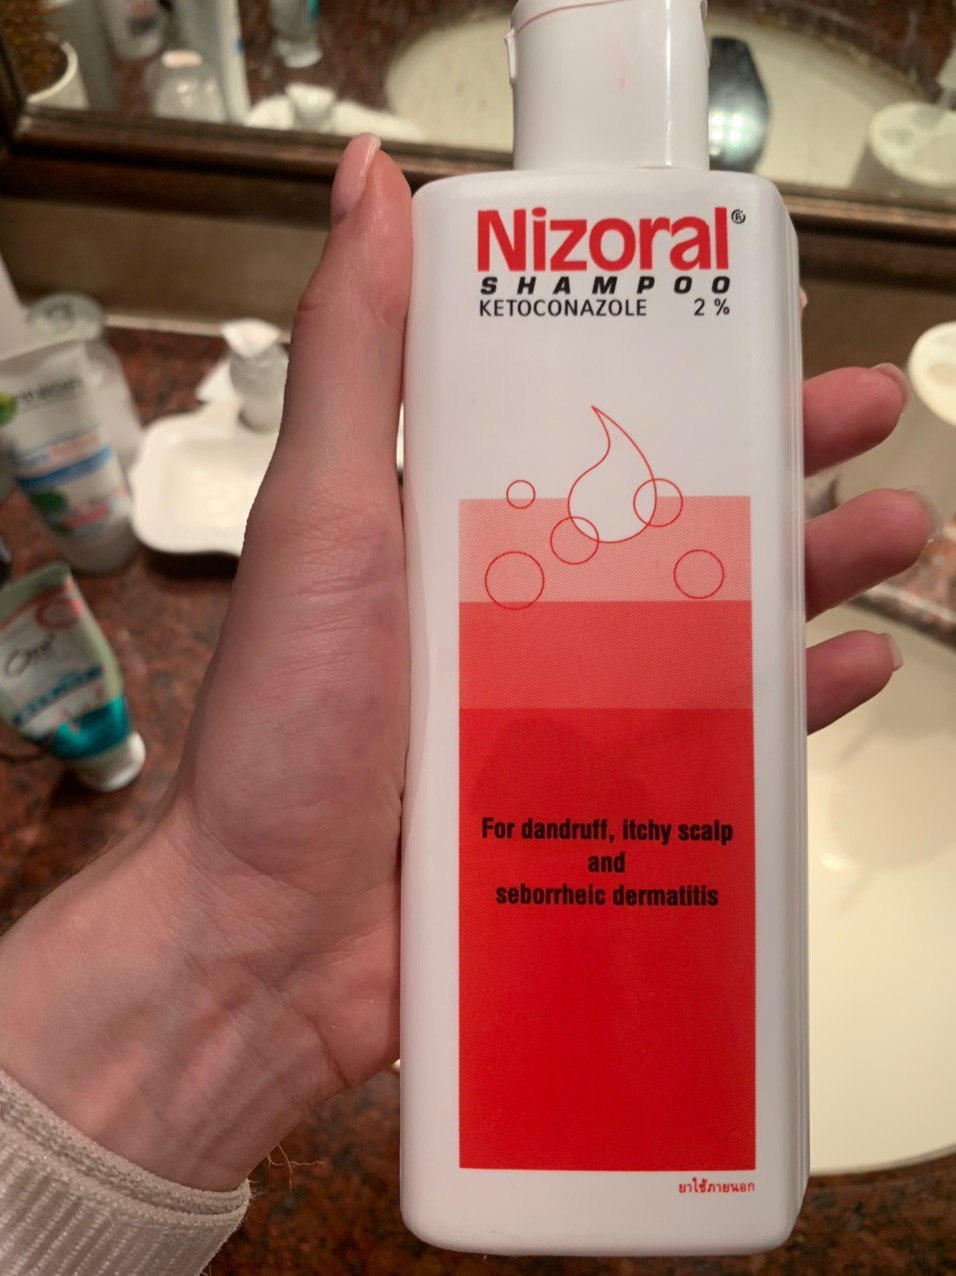 Nizoral®
SHAMPOO
KETOCONAZOLE 2 %
For dandruff, itchy scalp
and
seborrheic dermatitis
ยาใช้ภายนอก